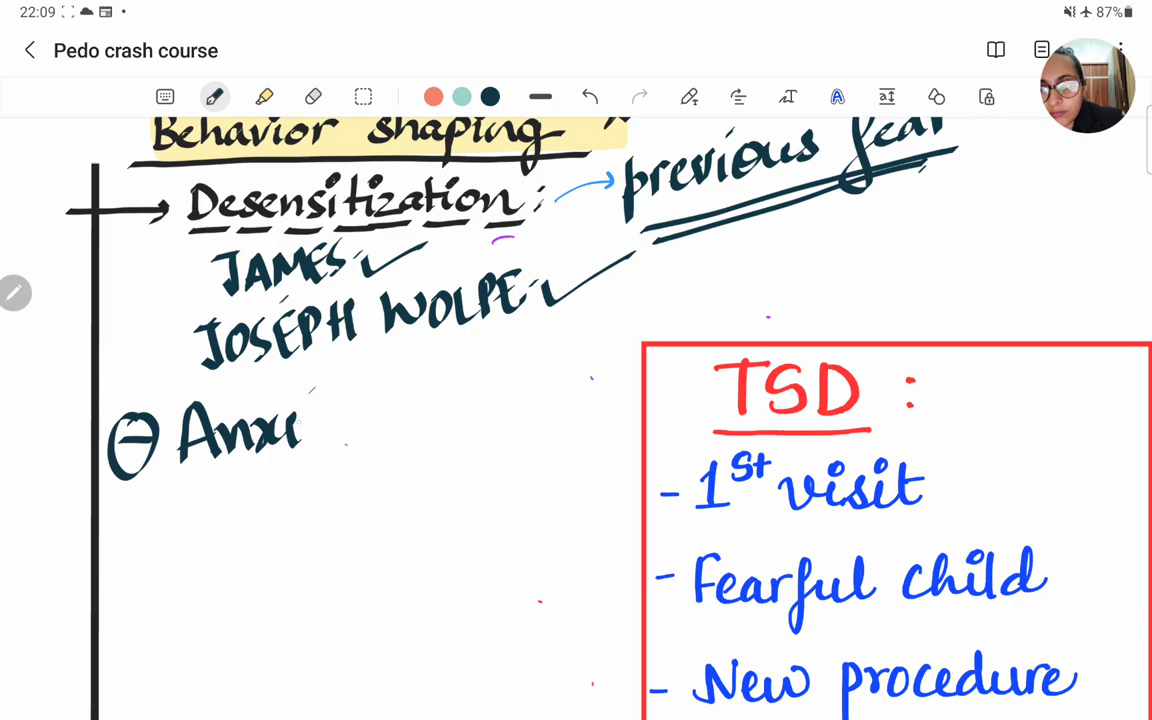 22:09
87%
Pedo crash course
Behavior shaping
Desensitization :
previous fear
JAMES
JOSEPH WOLPE
Anxi
TSD :
- 1st visit
- Fearful child
- New procedure